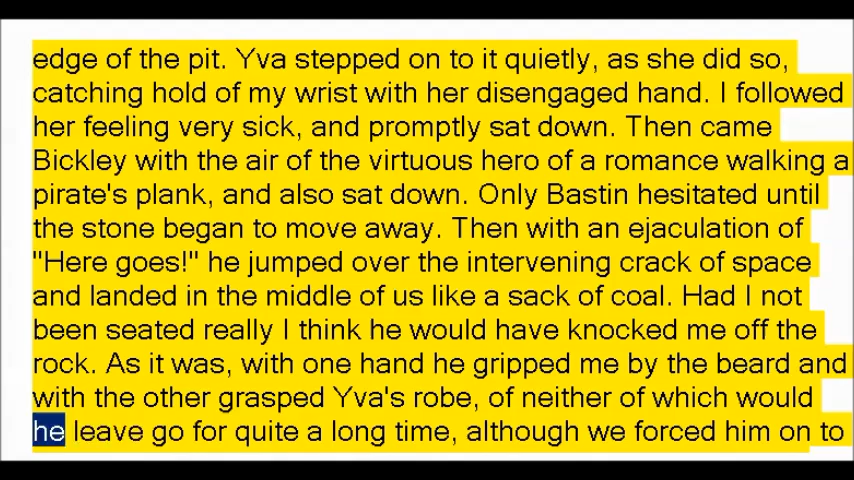 edge of the pit. Yva stepped on to it quietly, as she did so,
catching hold of my wrist with her disengaged hand. I followed
her feeling very sick, and promptly sat down. Then came
Bickley with the air of the virtuous hero of a romance walking a
pirate's plank, and also sat down. Only Bastin hesitated until
the stone began to move away. Then with an ejaculation of
"Here goes!" he jumped over the intervening crack of space
and landed in the middle of us like a sack of coal. Had I not
been seated really I think he would have knocked me off the
rock. As it was, with one hand he gripped me by the beard and
with the other grasped Yva's robe, of neither of which would
he leave go for quite a long time, although we forced him on to